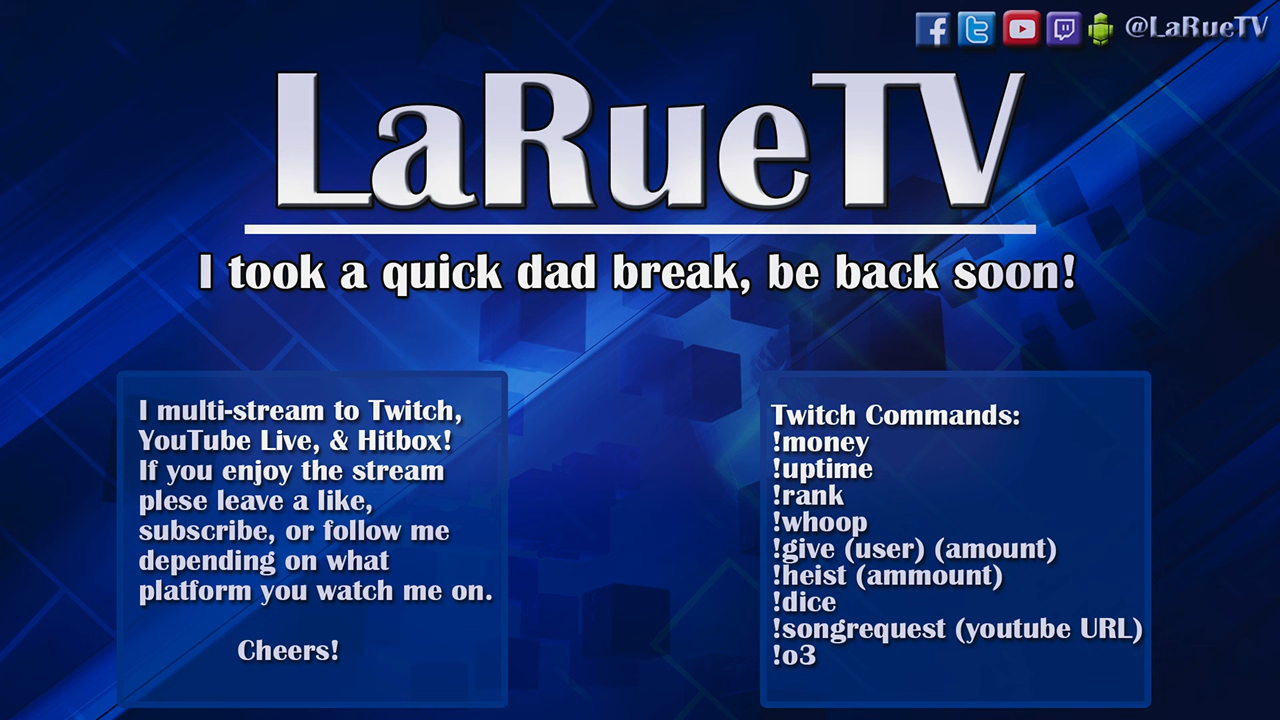 @LaRueTV
LaRueTV
I took a quick dad break, be back soon!
I multi-stream to Twitch,
YouTube Live, & Hitbox!
If you enjoy the stream
plese leave a like,
subscribe, or follow me
depending on what
platform you watch me on.
Cheers!
Twitch Commands:
!money
!uptime
!rank
!whoop
!give (user) (amount)
!heist (ammount)
!dice
!songrequest (youtube URL)
!o3